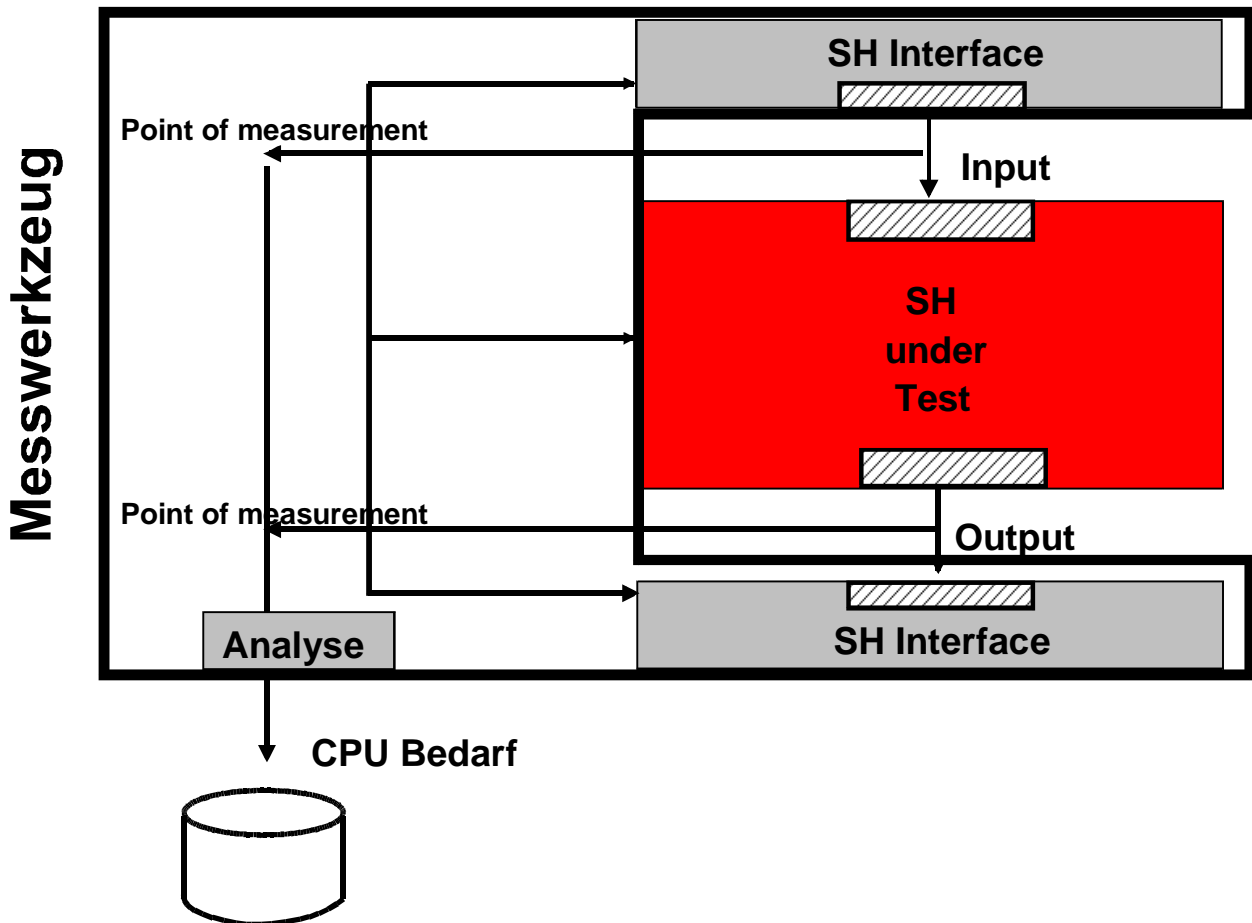 Messwerkzeug
SH Interface
Point of measurement
Input
SH
under
Test
Point of measurement
Output
Analyse
SH Interface
CPU Bedarf